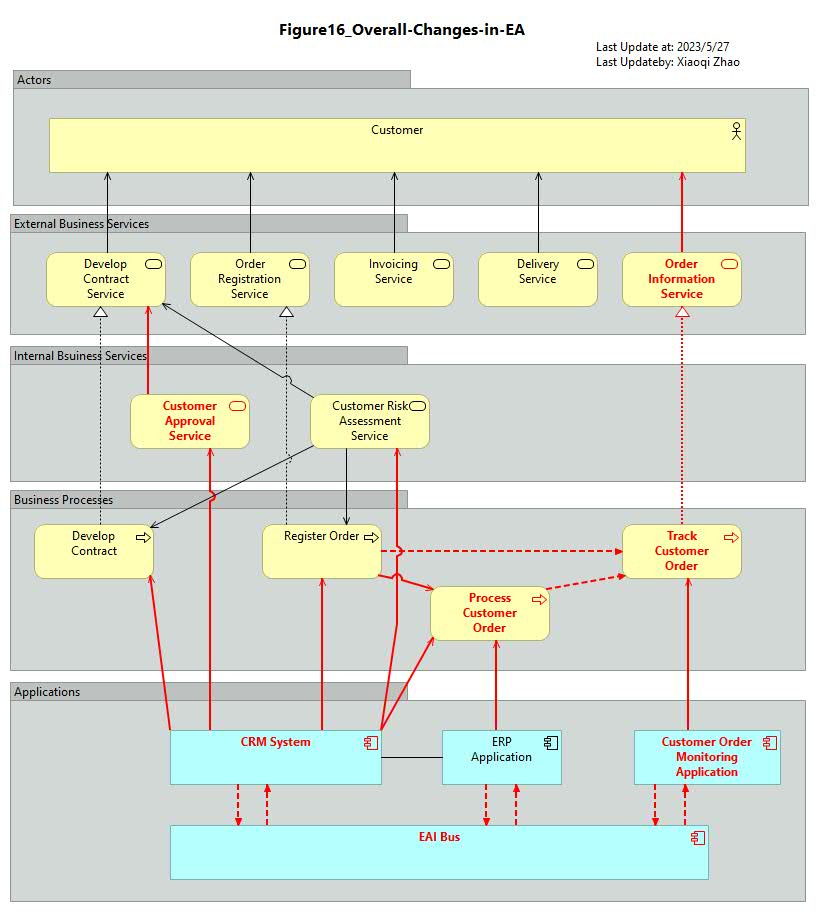 Figure16_Overall-Changes-in-EA
Last Update at: 2023/5/27
Last Updateby: Xiaoqi Zhao
Actors
Customer
External Business Services
Develop
Contract
Service
Order
Registration
Service
Invoicing
Service
Delivery
Service
Order
Information
Service
Internal Bsuiness Services
Customer
Approval
Service
Customer Risk
Assessment
Service
Business Processes
Develop
Contract
Register Order
Track
Customer
Order
Process
Customer
Order
Applications
CRM System
ERP
Application
Customer Order
Monitoring
Application
EAI Bus